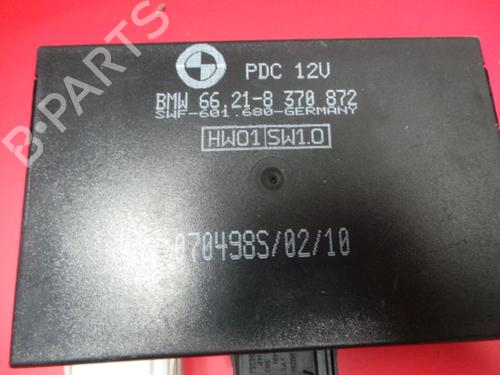 PDC 12V
BMW 66.21-8 370 872
SWF-601.680-GERMANY
HW01 SW1.0
070498S/02/10
B-PARTS